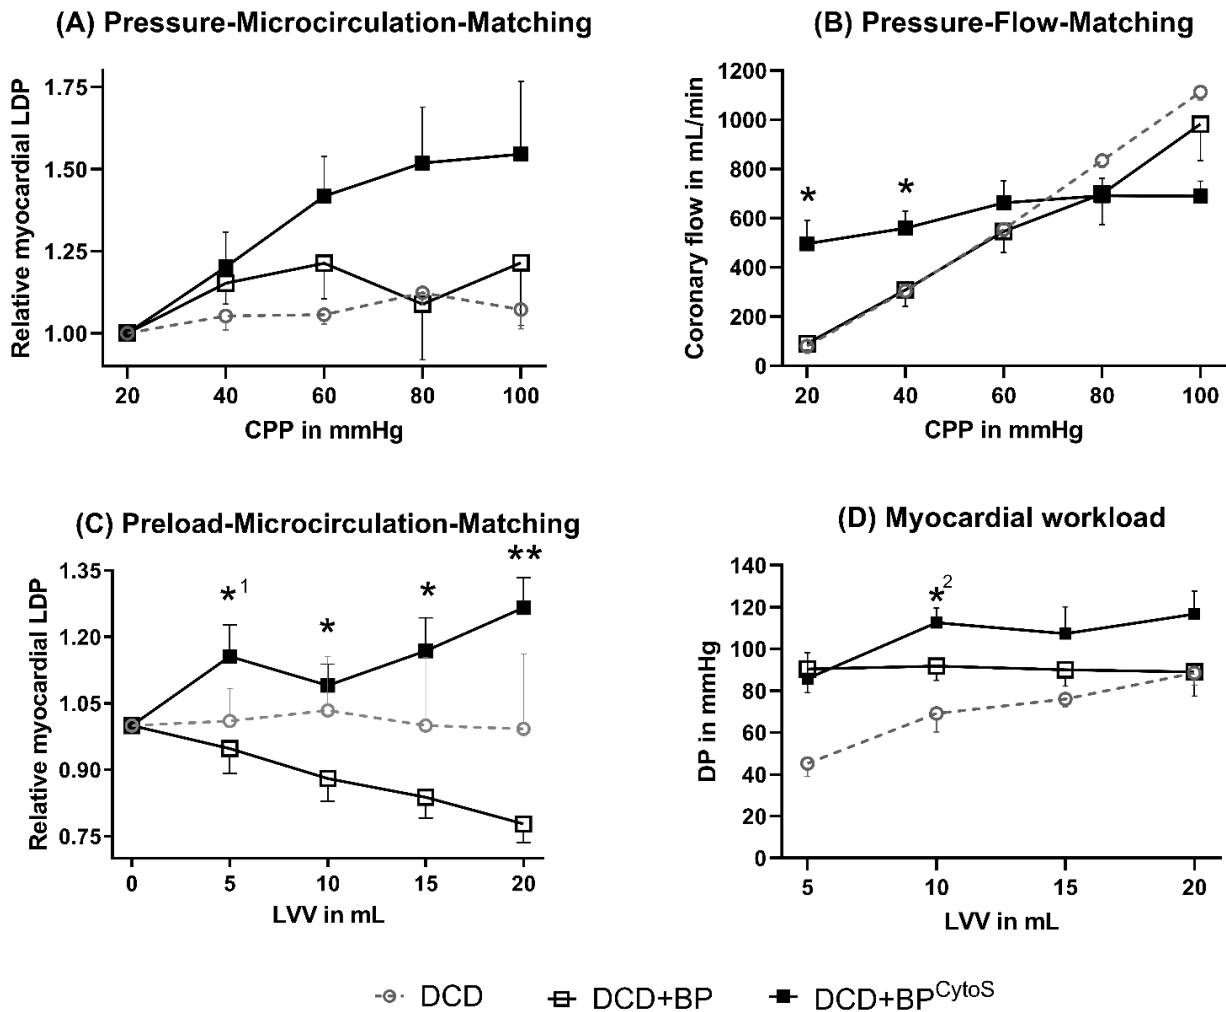 (A) Pressure-Microcirculation-Matching
Relative myocardial LDP
1.75
1.50
1.25
1.00
20 40 60 80 100
CPP in mmHg
(B) Pressure-Flow-Matching
Coronary flow in mL/min
1200
1000
800
600
400
200
0
* *
20 40 60 80 100
CPP in mmHg
(C) Preload-Microcirculation-Matching
Relative myocardial LDP
1.35
1.20
1.05
0.90
0.75
*1 * * **
0 5 10 15 20
LVV in mL
(D) Myocardial workload
DP in mmHg
140
120
100
80
60
40
20
0
*2
5 10 15 20
LVV in mL
DCD DCD+BP DCD+BPCytoS